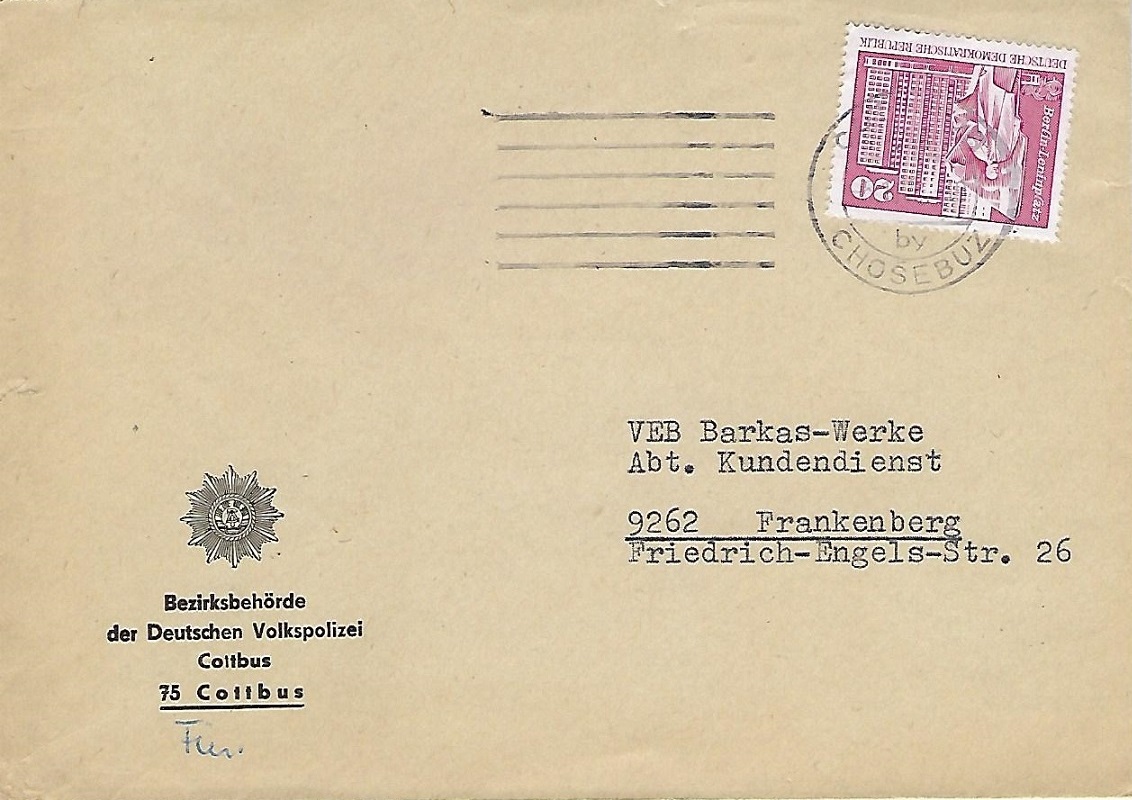 DEUTSCHE DEMOKRATISCHE REPUBLIK
Berlin-Leninplatz
20
by
CHOSEBUZ
VEB Barkas-Werke
Abt. Kundendienst
9262 Frankenberg
Friedrich-Engels-Str. 26
Bezirksbehörde
der Deutschen Volkspolizei
Cottbus
75 Cottbus